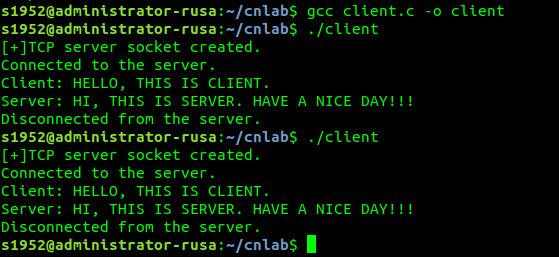 s1952@administrator-rusa:~/cnlab$ gcc client.c -o client
s1952@administrator-rusa:~/cnlab$ ./client
[+]TCP server socket created.
Connected to the server.
Client: HELLO, THIS IS CLIENT.
Server: HI, THIS IS SERVER. HAVE A NICE DAY!!!
Disconnected from the server.
s1952@administrator-rusa:~/cnlab$ ./client
[+]TCP server socket created.
Connected to the server.
Client: HELLO, THIS IS CLIENT.
Server: HI, THIS IS SERVER. HAVE A NICE DAY!!!
Disconnected from the server.
s1952@administrator-rusa:~/cnlab$